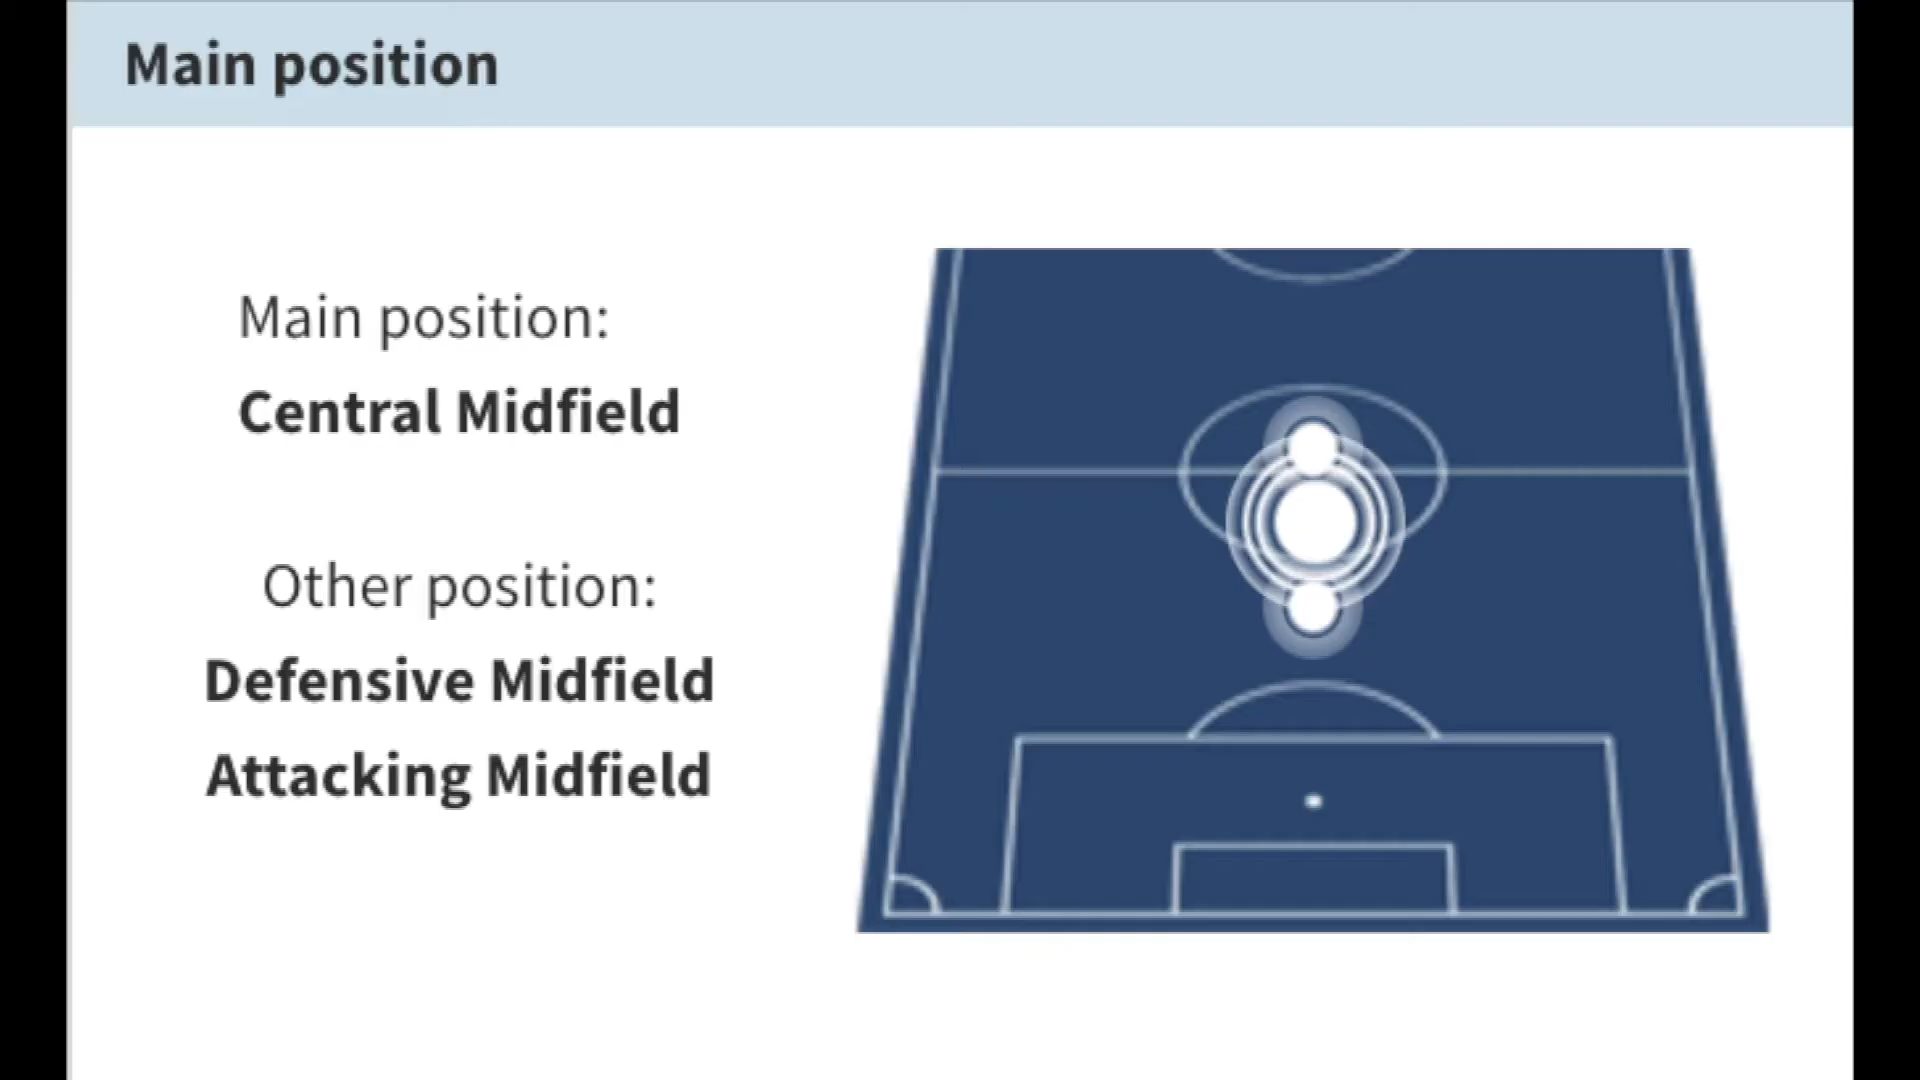 Main position
Main position:
Central Midfield
Other position:
Defensive Midfield
Attacking Midfield